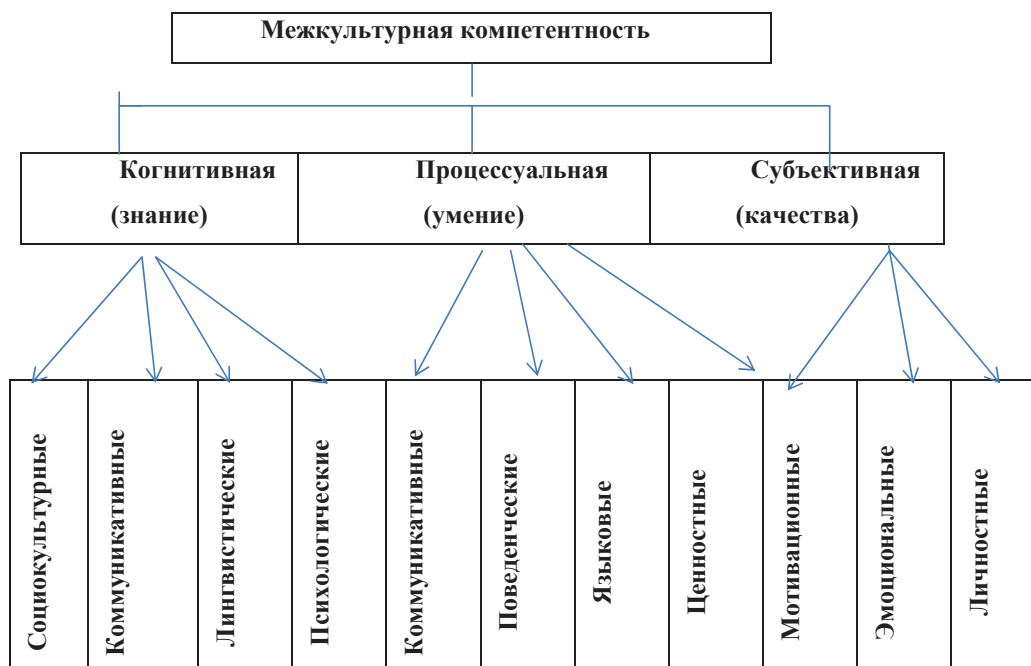 Межкультурная компетентность
Когнитивная
(знание)
Процессуальная
(умение)
Субъективная
(качества)
Социокультурные
Коммуникативные
Лингвистические
Психологические
Коммуникативные
Поведенческие
Языковые
Ценностные
Мотивационные
Эмоциональные
Личностные